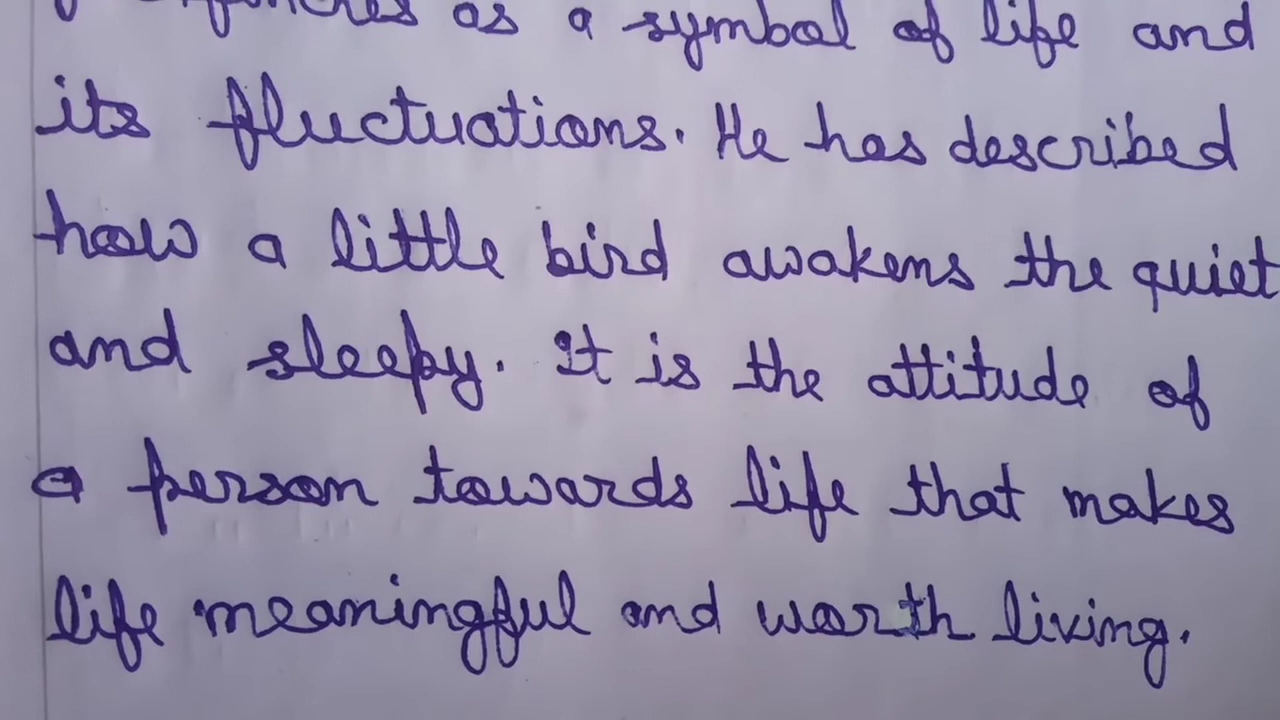 as a symbol of life and
its fluctuations. He has described
how a little bird awakens the quiet
and sleepy. It is the attitude of
a person towards life that makes
life meaningful and worth living.